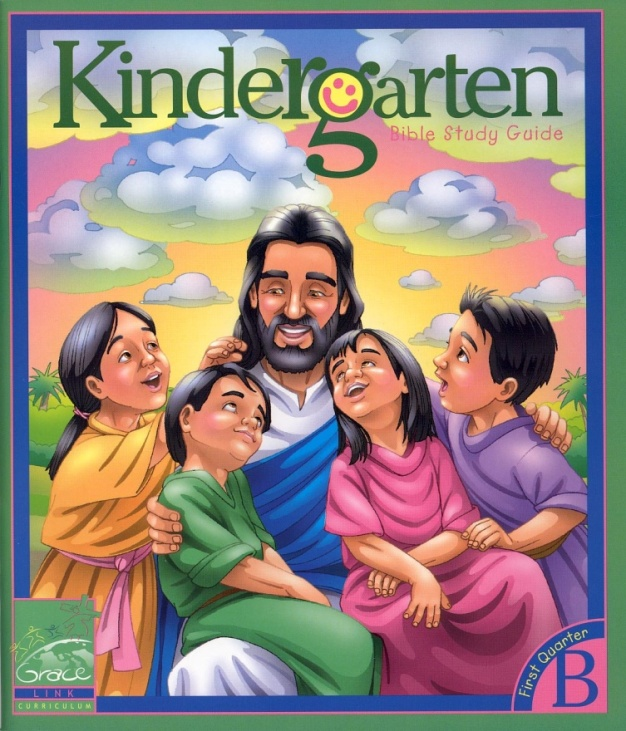 Kindergarten
Bible Study Guide
Grace
LINK
CURRICULUM
First Quarter
B